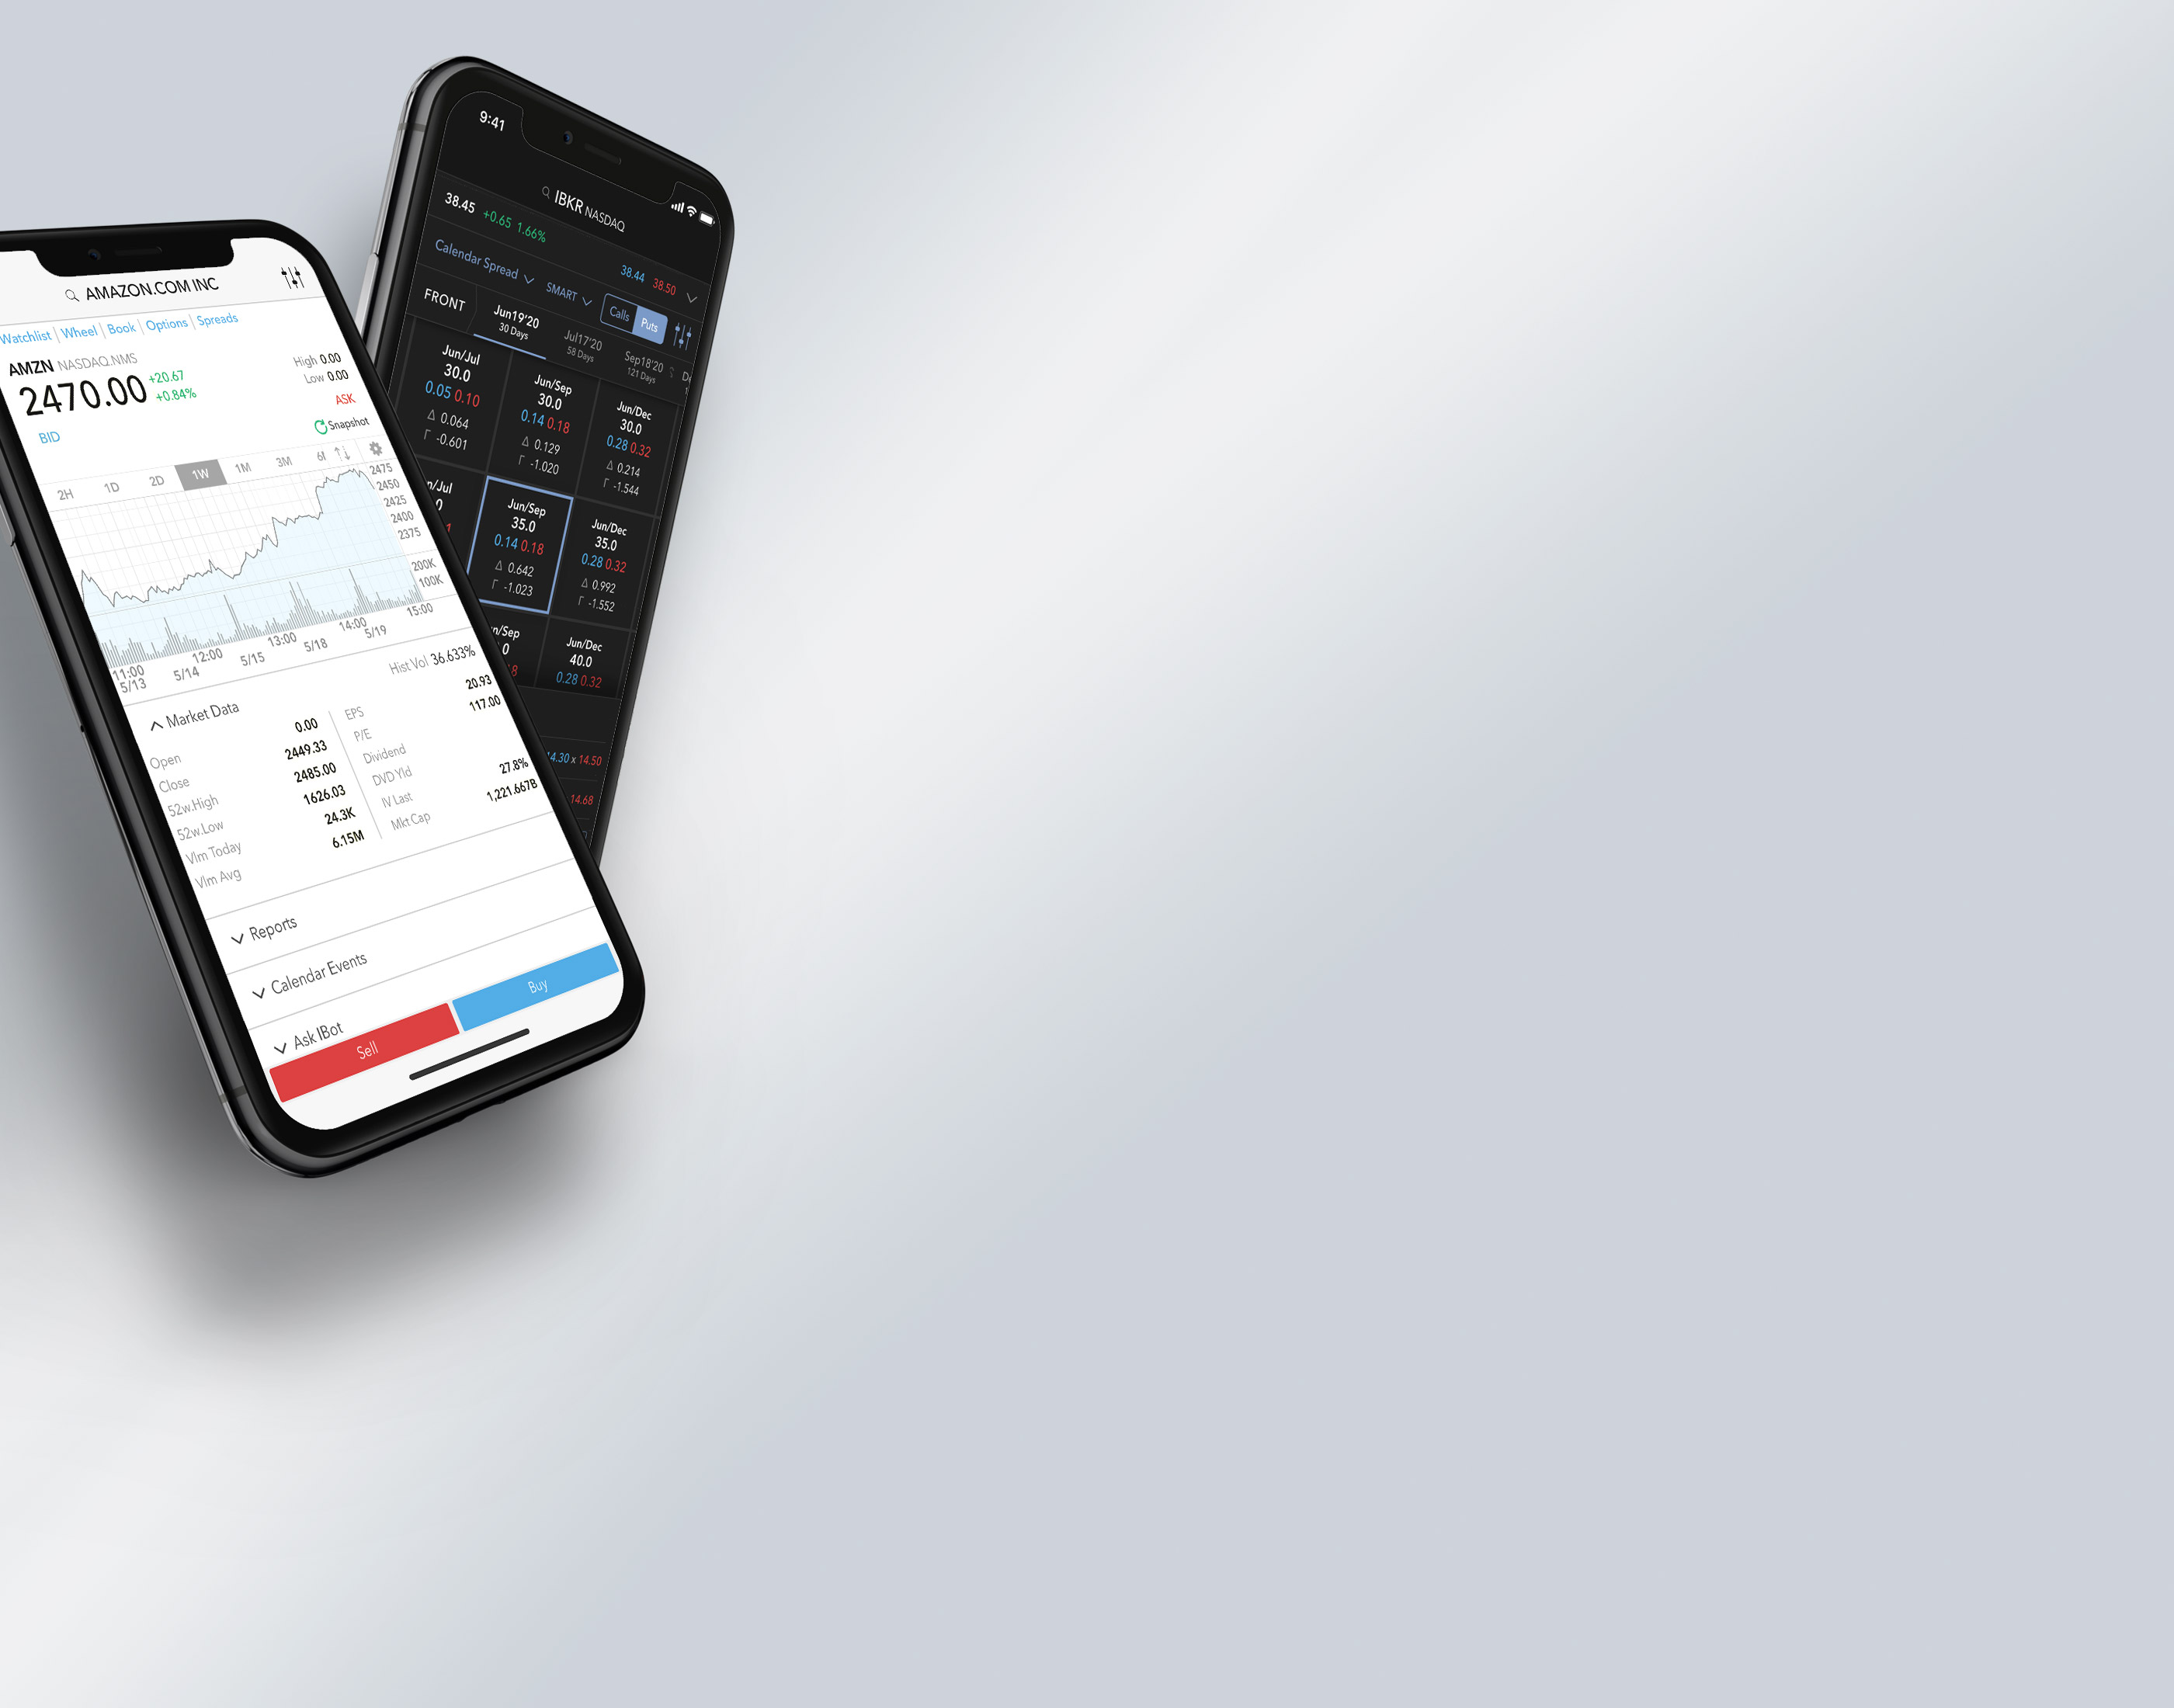 AMAZON.COM INC
Watchlist | Wheel | Book | Options | Spreads
AMZN NASDAQ.NMS
2470.00 +20.67
+0.84%
High 0.00
Low 0.00
BID
ASK
Snapshot
2H 1D 2D 1W 1M 3M
2475
2450
2425
2400
2375
200K
100K
11:00 12:00 13:00 14:00 15:00
5/13 5/14 5/15 5/18 5/19
Market Data
Hist Vol 36.633%
Open 0.00
Close 2449.33
52w.High 2485.00
52w.Low 1626.03
Vlm Today 24.3K
Vlm Avg 6.15M
EPS 20.93
P/E 117.00
Dividend
DVD Yld
IV Last 27.8%
Mkt Cap 1,221.667B
Reports
Calendar Events
Ask IBot
Sell
Buy
9:41
IBKR NASDAQ
38.45 +0.65 1.66%
38.44 38.50
Calendar Spread SMART Calls Puts
FRONT
Jun19'20
30 Days
Jul17'20
58 Days
Sep18'20
121 Days
Jun/Jul
30.0
0.05 0.10
Δ 0.064
Γ -0.601
Jun/Sep
30.0
0.14 0.18
Δ 0.129
Γ -1.020
Jun/Dec
30.0
0.28 0.32
Δ 0.214
Γ -1.544
Jun/Sep
35.0
0.14 0.18
Δ 0.642
Γ -1.023
Jun/Dec
35.0
0.28 0.32
Δ 0.992
Γ -1.552
Jun/Dec
40.0
0.28 0.32
14.30 x 14.50
14.68